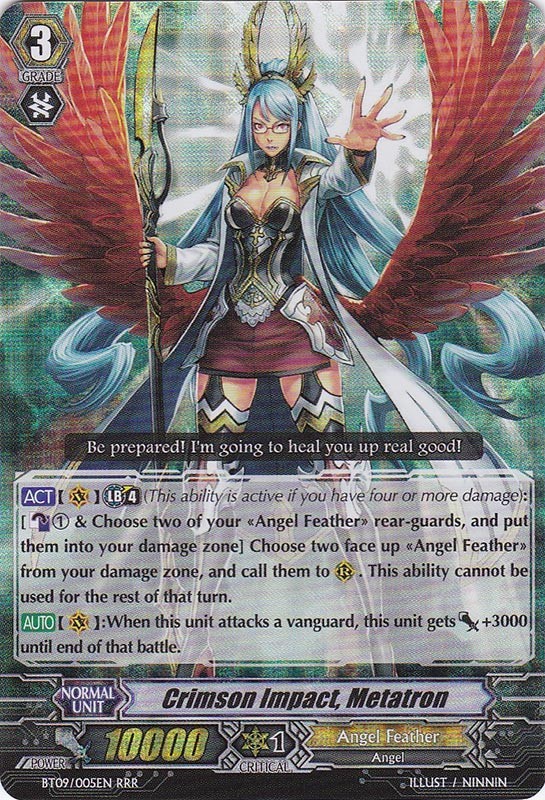 3
GRADE
Be prepared! I'm going to heal you up real good!
ACT【 】LB 4 (This ability is active if you have four or more damage):
[ ① & Choose two of your «Angel Feather» rear-guards, and put
them into your damage zone] Choose two face up «Angel Feather»
from your damage zone, and call them to R. This ability cannot be
used for the rest of that turn.
AUTO【 】:When this unit attacks a vanguard, this unit gets +3000
until end of that battle.
NORMAL
UNIT
Crimson Impact, Metatron
POWER 10000
1
CRITICAL
Angel Feather
Angel
BT09/005EN RRR
ILLUST / NINNIN